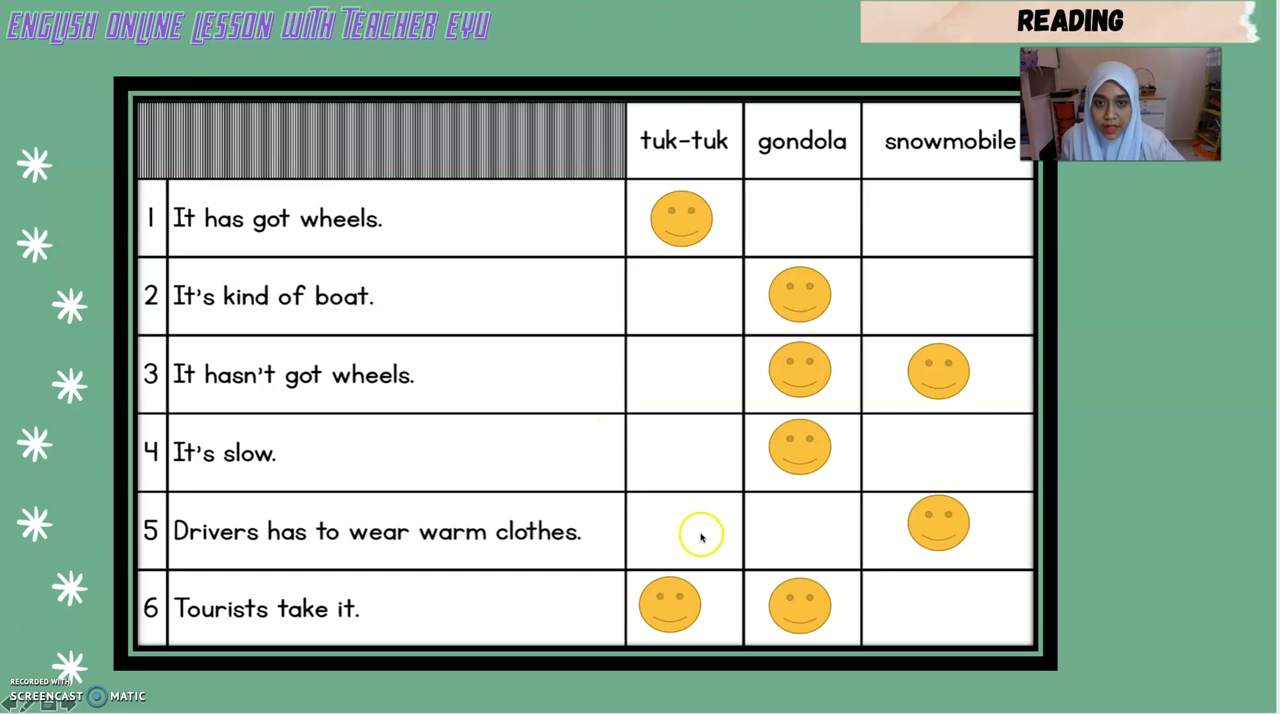 ENGLISH ONLINE LESSON WITH TEACHER EYU
READING
tuk-tuk gondola snowmobile
1 It has got wheels.
2 It's kind of boat.
3 It hasn't got wheels.
4 It's slow.
5 Drivers has to wear warm clothes.
6 Tourists take it.
RECORDED WITH
SCREENCAST MATIC